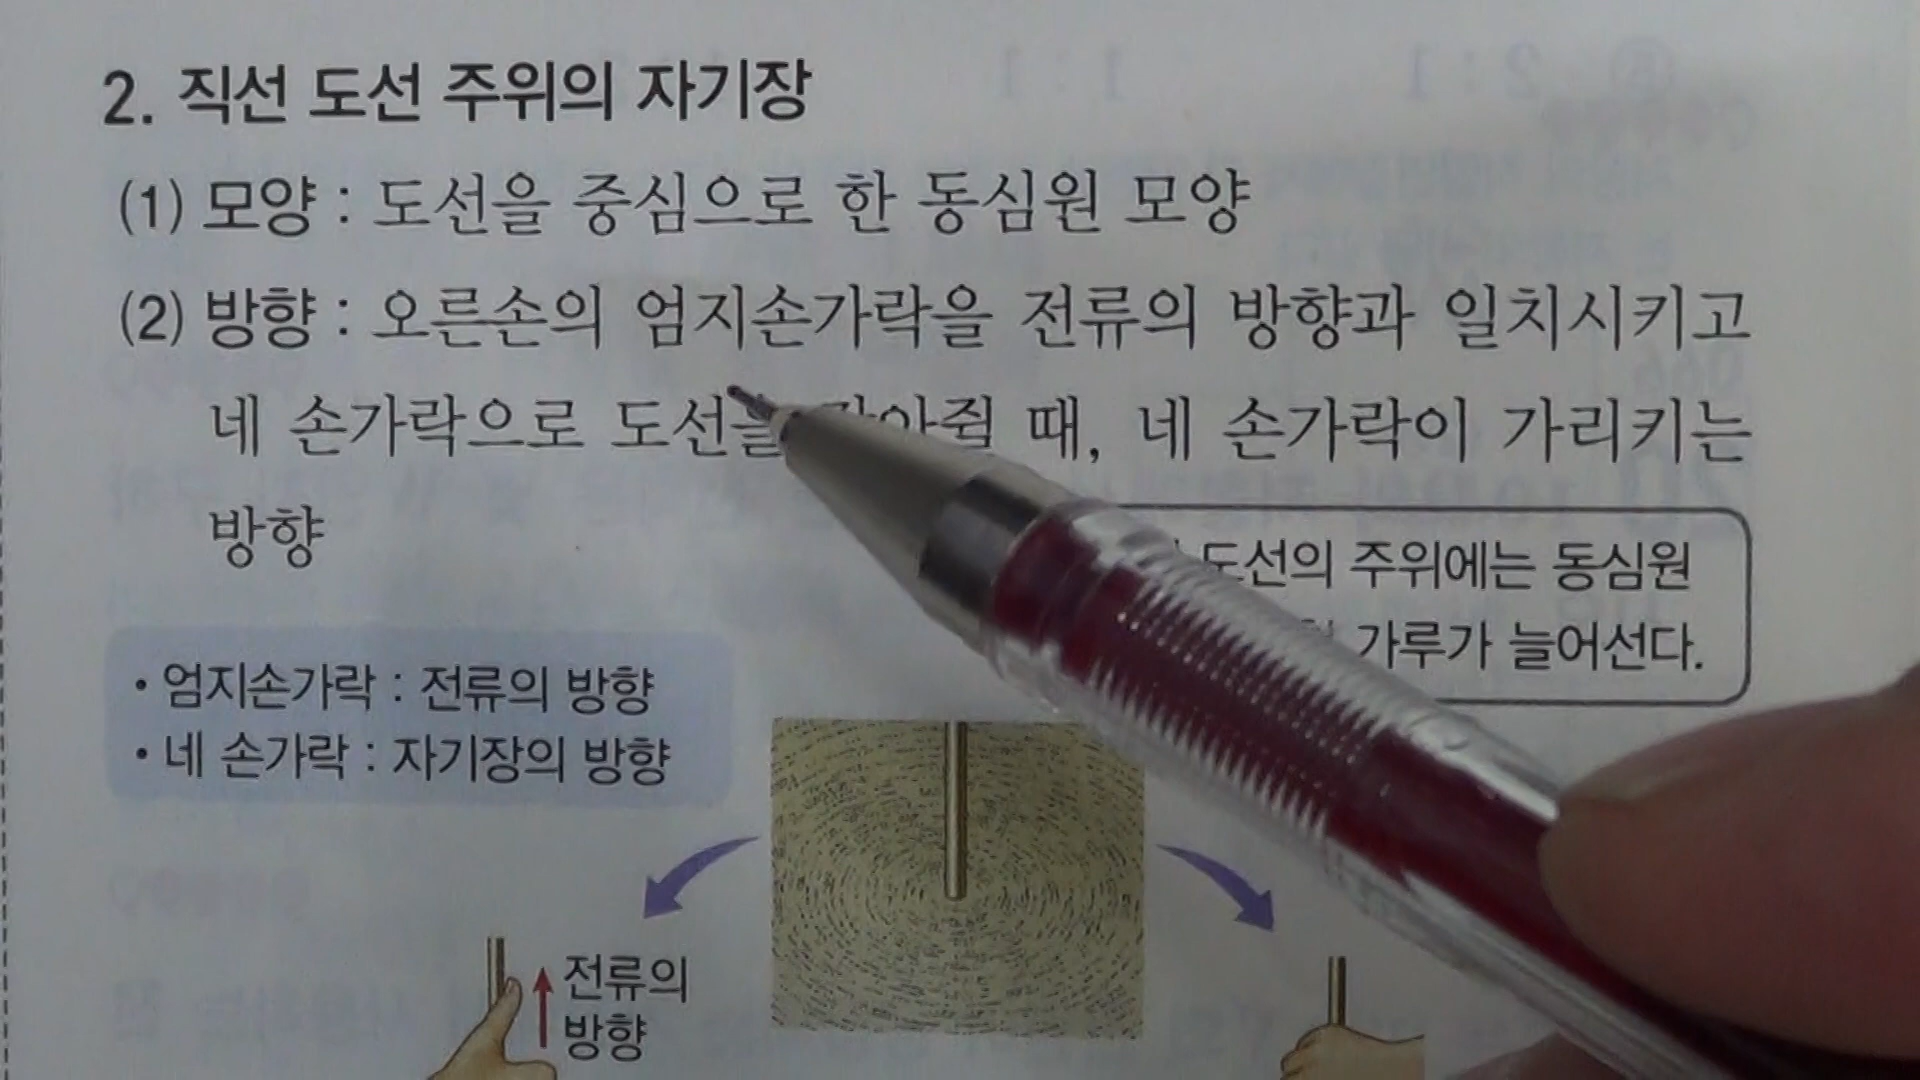 2. 직선 도선 주위의 자기장
(1) 모양 : 도선을 중심으로 한 동심원 모양
(2) 방향 : 오른손의 엄지손가락을 전류의 방향과 일치시키고
네 손가락으로 도선을 때, 네 손가락이 가리키는
방향
도선의 주위에는 동심원
가루가 늘어선다.
• 엄지손가락 : 전류의 방향
• 네 손가락 : 자기장의 방향
전류의
방향